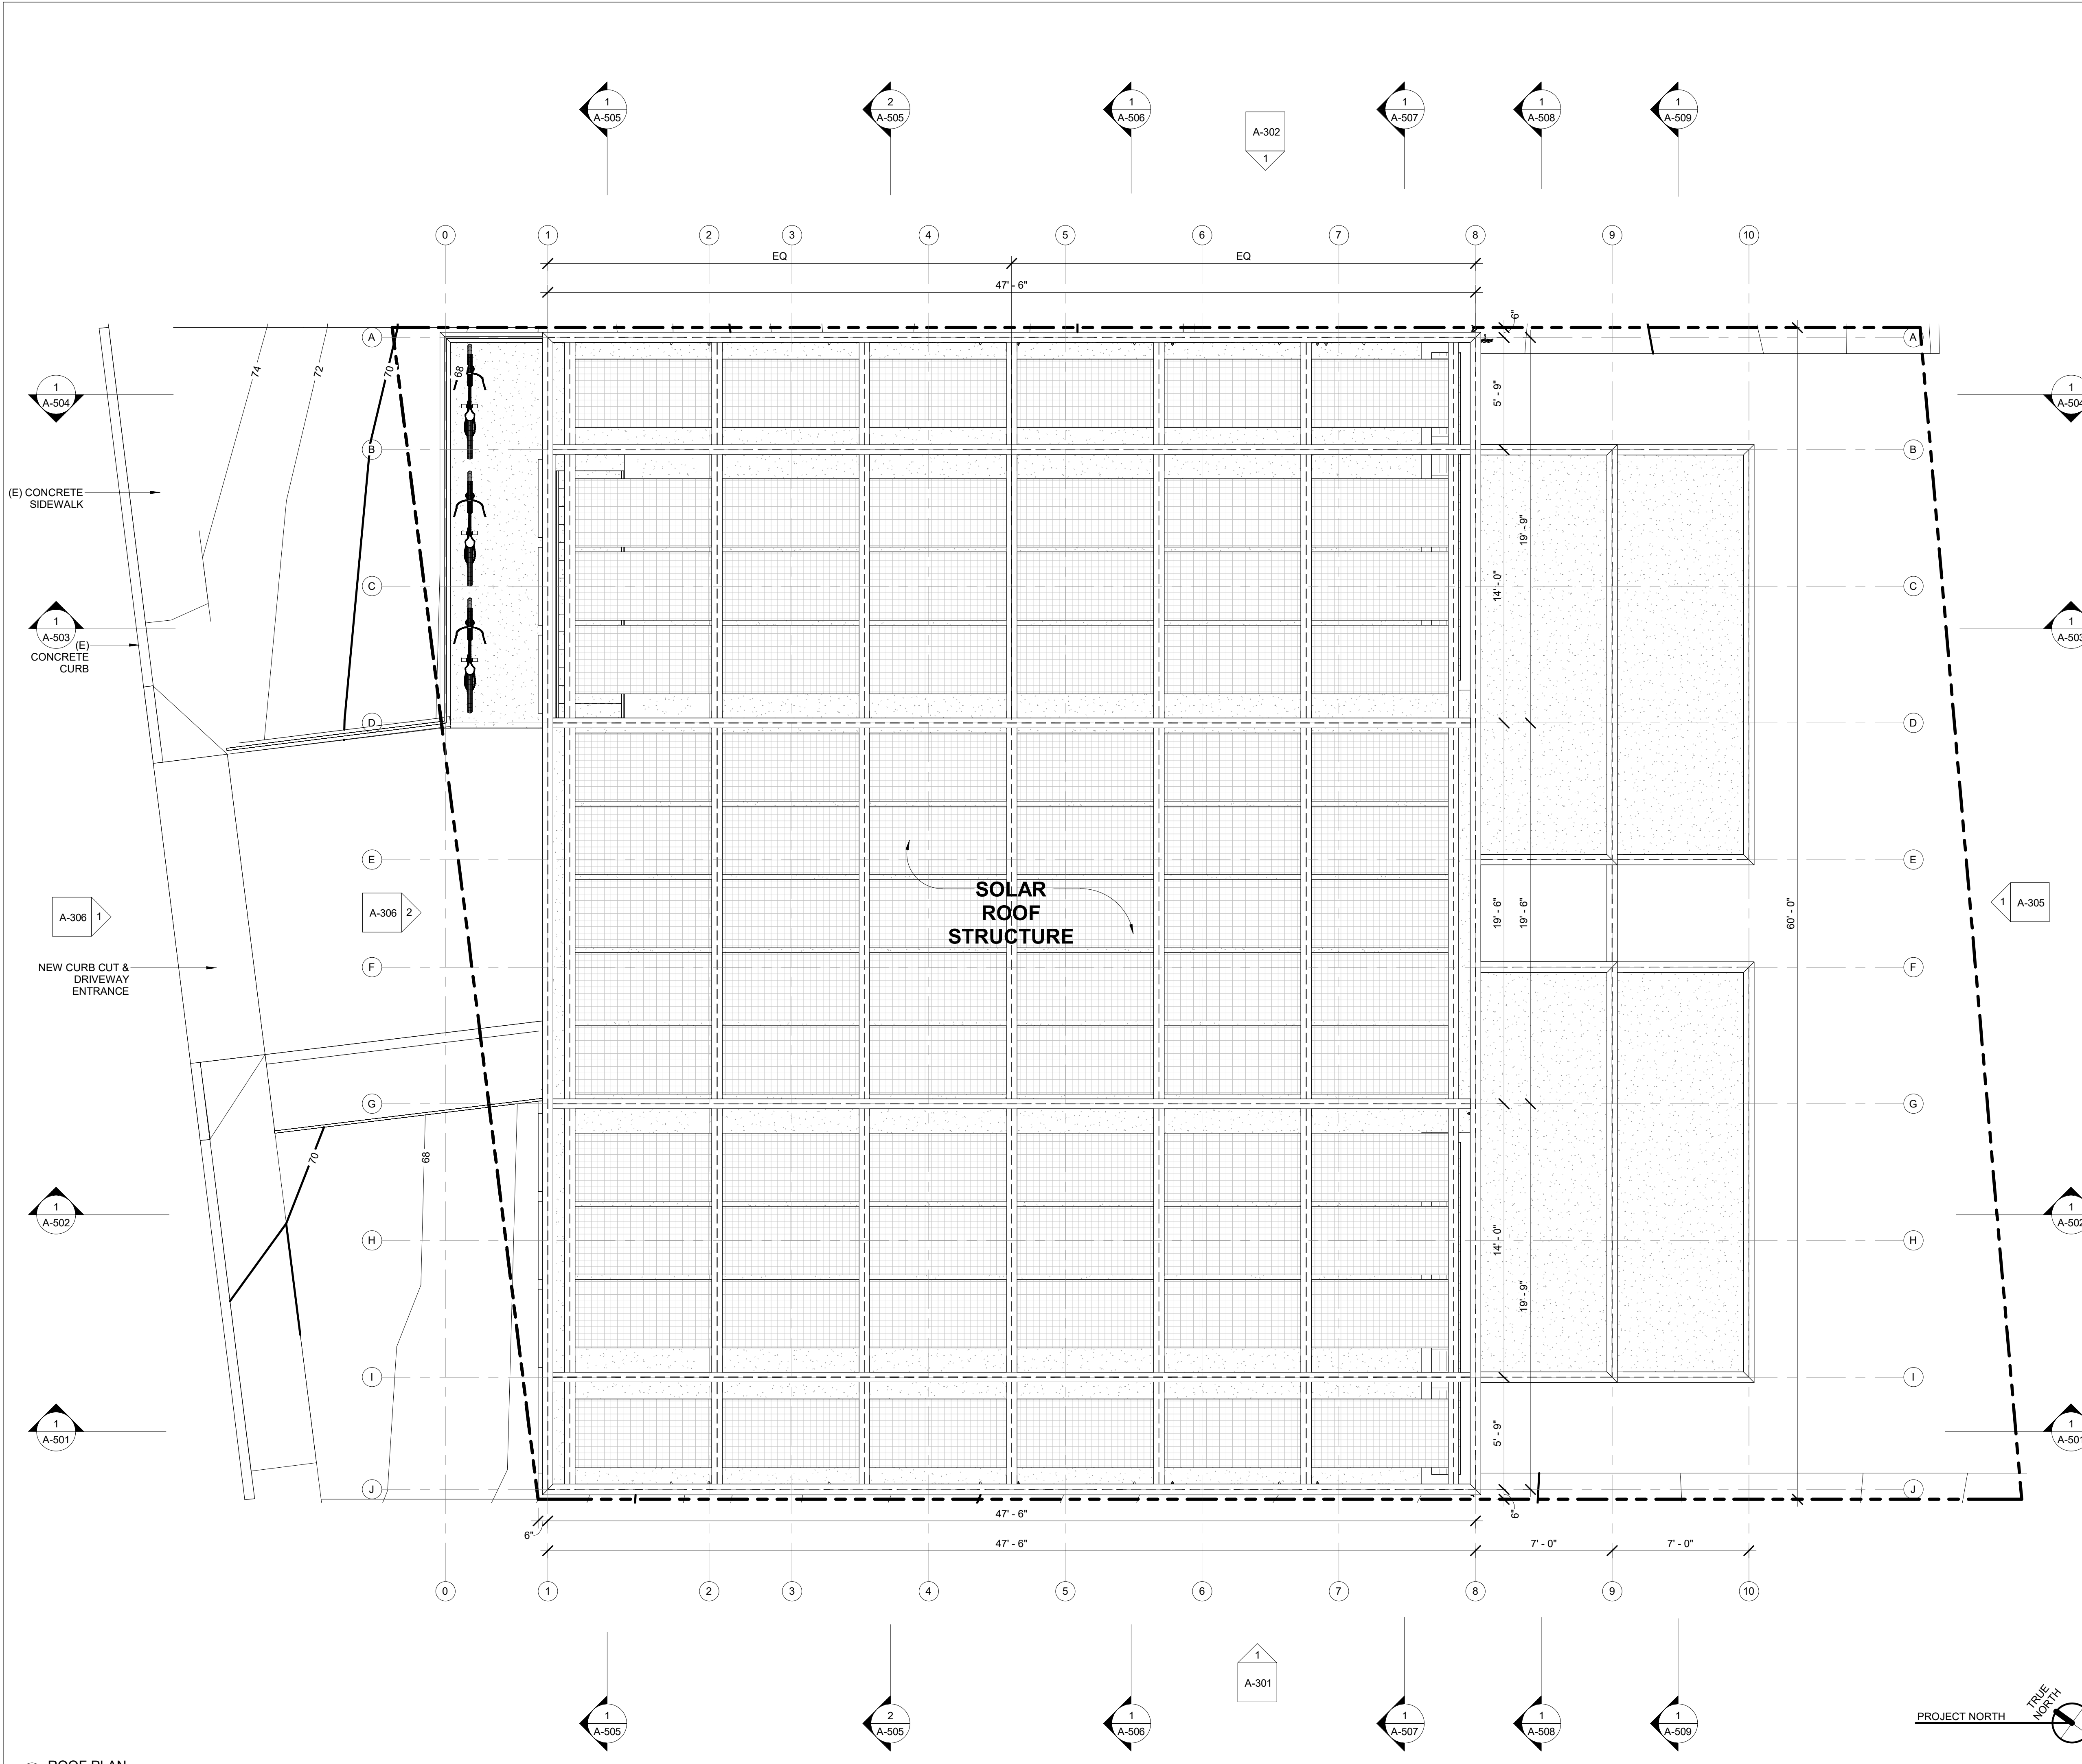 1
A-505
2
A-505
1
A-506
A-302
1
1
A-507
1
A-508
1
A-509
0
1
2
3
4
5
6
7
8
9
10
EQ
EQ
47' - 6"
6"
A
A
74
72
70
68
5' - 9"
1
A-504
1
A-504
B
B
(E) CONCRETE
SIDEWALK
19' - 9"
14' - 0"
C
C
1
A-503
1
A-503
(E)
CONCRETE
CURB
D
D
E
E
SOLAR
ROOF
STRUCTURE
A-306
1
A-306
2
19' - 6"
19' - 6"
60' - 0"
1
A-305
NEW CURB CUT &
DRIVEWAY
ENTRANCE
F
F
G
G
70
68
1
A-502
1
A-502
H
H
14' - 0"
19' - 9"
I
I
1
A-501
1
A-501
5' - 9"
J
J
6"
47' - 6"
6"
47' - 6"
7' - 0"
7' - 0"
0
1
2
3
4
5
6
7
8
9
10
1
A-301
1
A-505
2
A-505
1
A-506
1
A-507
1
A-508
1
A-509
PROJECT NORTH
TRUE
NORTH
ROOF PLAN